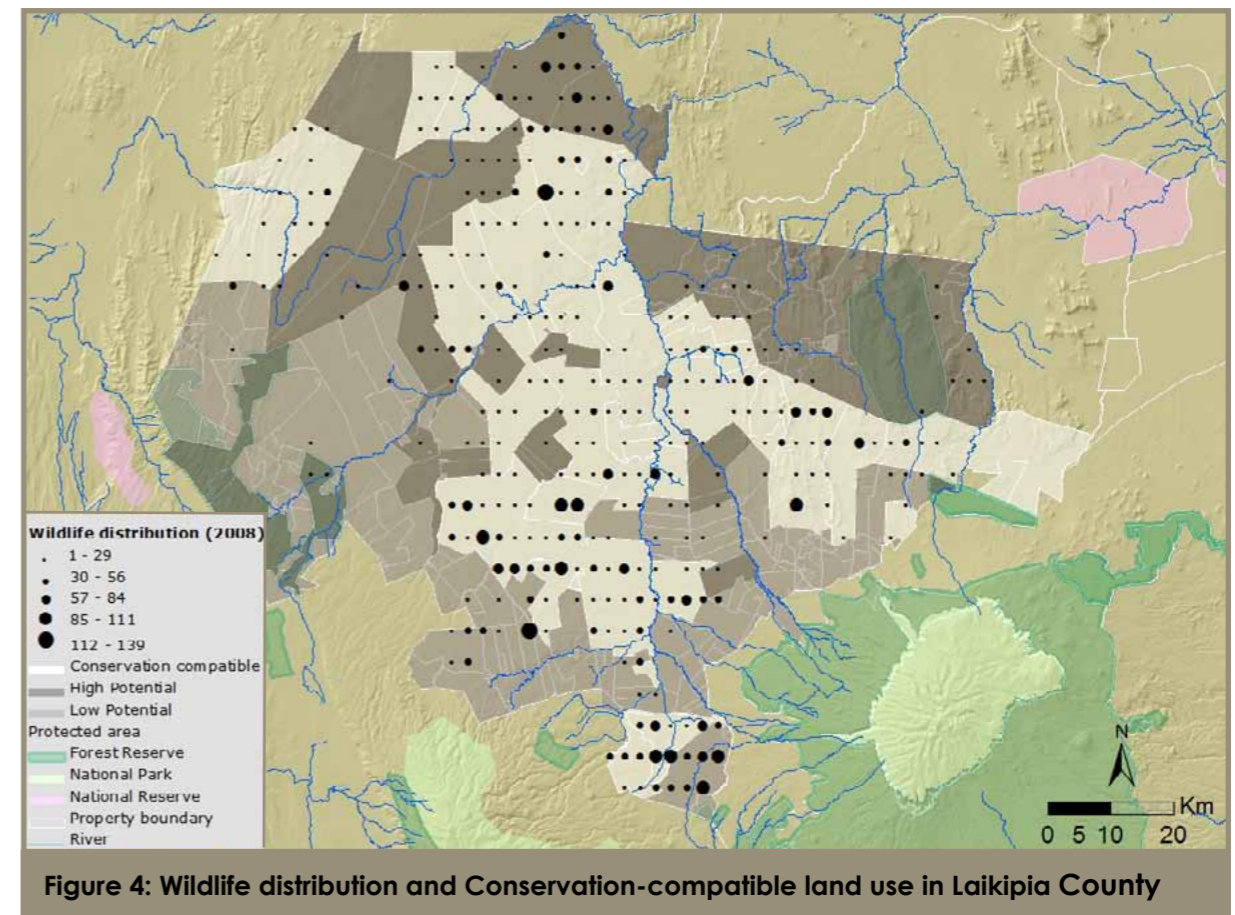 Wildlife distribution (2008)
1 - 29
30 - 56
57 - 84
85 - 111
112 - 139
Conservation compatible
High Potential
Low Potential
Protected area
Forest Reserve
National Park
National Reserve
Property boundary
River
N
Km
0 5 10 20
Figure 4: Wildlife distribution and Conservation-compatible land use in Laikipia County